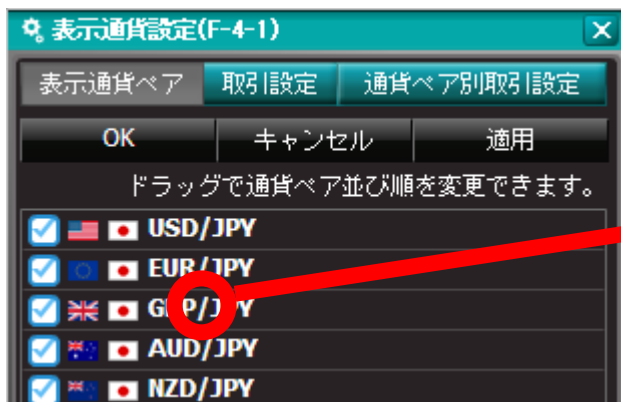 表示通貨設定(F-4-1)
表示通貨ペア 取引設定 通貨ペア別取引設定
OK キャンセル 適用
ドラッグで通貨ペア並び順を変更できます。
USD/JPY
EUR/JPY
GBP/JPY
AUD/JPY
NZD/JPY